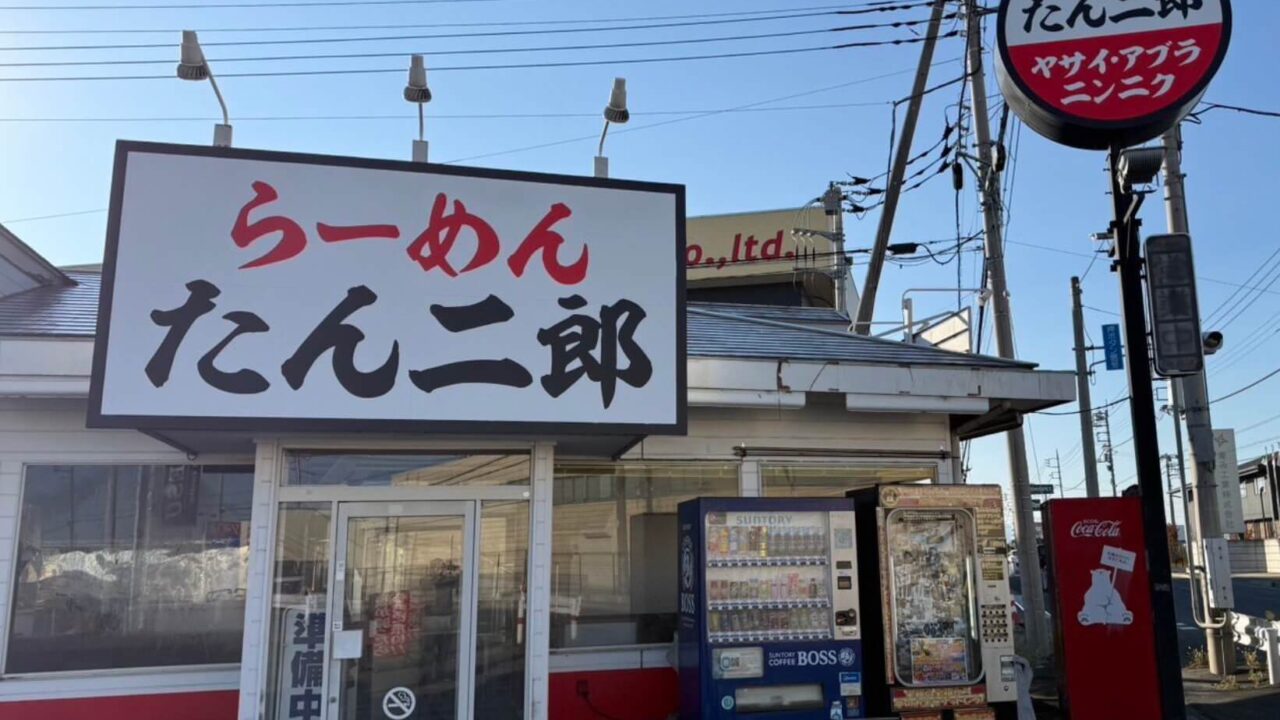 らーめん
たん二郎
たん二郎
ヤサイ・アブラ
ニンニク
o.,ltd.
準備中
SUNTORY
BOSS
SUNTORY
COFFEE BOSS
Coca-Cola